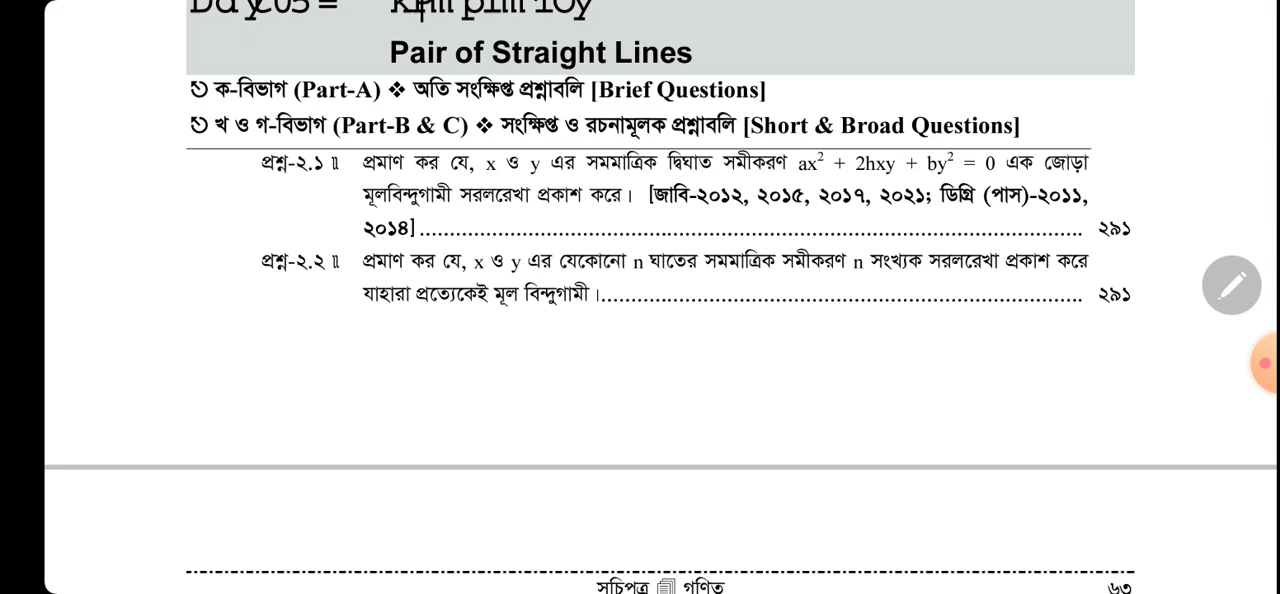 Pair of Straight Lines
ক-বিভাগ (Part-A) ❖ অতি সংক্ষিপ্ত প্রশ্নাবলি [Brief Questions]
খ ও গ-বিভাগ (Part-B & C) ❖ সংক্ষিপ্ত ও রচনামূলক প্রশ্নাবলি [Short & Broad Questions]
প্রশ্ন-২.১ ॥ প্রমাণ কর যে, x ও y এর সমমাত্রিক দ্বিঘাত সমীকরণ ax² + 2hxy + by² = 0 এক জোড়া
মূলবিন্দুগামী সরলরেখা প্রকাশ করে। [জাবি-২০১২, ২০১৫, ২০১৭, ২০২১; ডিগ্রি (পাস)-২০১১,
২০১৪] ........ ২৯১
প্রশ্ন-২.২ ॥ প্রমাণ কর যে, x ও y এর যেকোনো n ঘাতের সমমাত্রিক সমীকরণ n সংখ্যক সরলরেখা প্রকাশ করে
যাহারা প্রত্যেকেই মূল বিন্দুগামী। ........ ২৯১
সূচিপত্র গণিত ৬৩